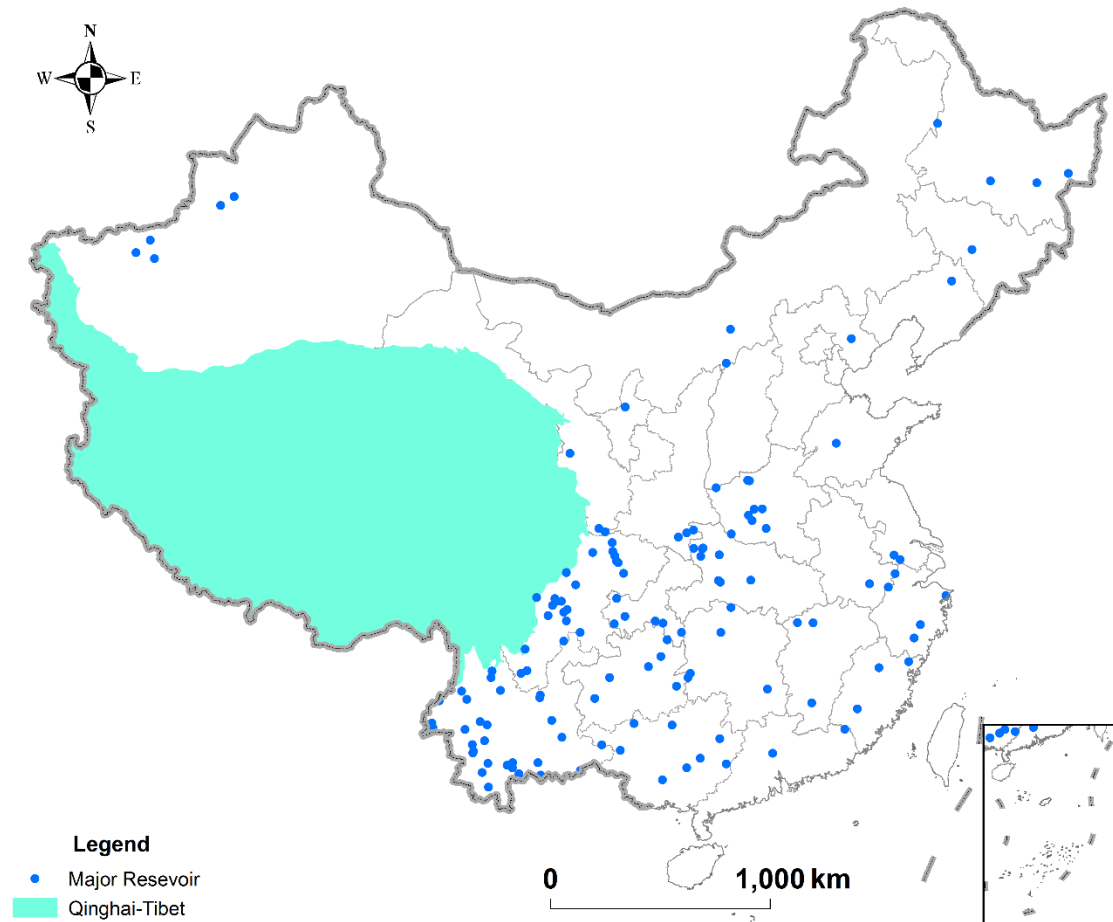 N
W E
S
Legend
Major Resevoir
Qinghai-Tibet
0 1,000 km